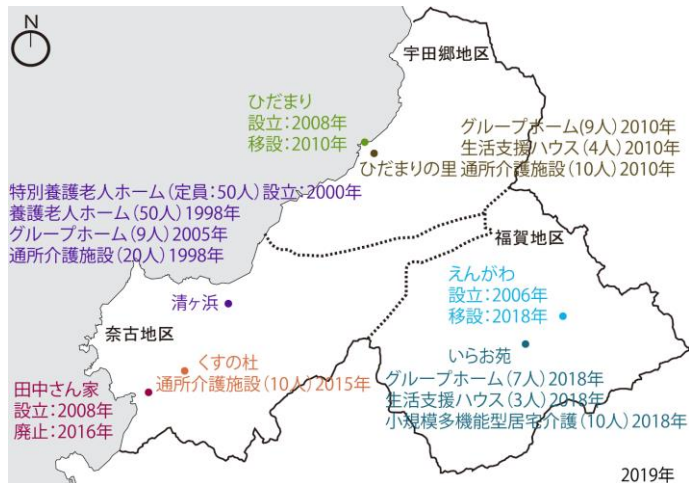 N
宇田郷地区
ひだまり
設立：2008年
移設：2010年
グループホーム(9人)2010年
生活支援ハウス(4人)2010年
ひだまりの里 通所介護施設(10人)2010年
特別養護老人ホーム(定員：50人)設立：2000年
養護老人ホーム(50人)1998年
グループホーム(9人)2005年
通所介護施設(20人)1998年
福賀地区
えんがわ
設立：2006年
移設：2018年
清ヶ浜
奈古地区
いらお苑
グループホーム(7人)2018年
生活支援ハウス(3人)2018年
小規模多機能型居宅介護(10人)2018年
くすの杜
通所介護施設(10人)2015年
田中さん家
設立：2008年
廃止：2016年
2019年